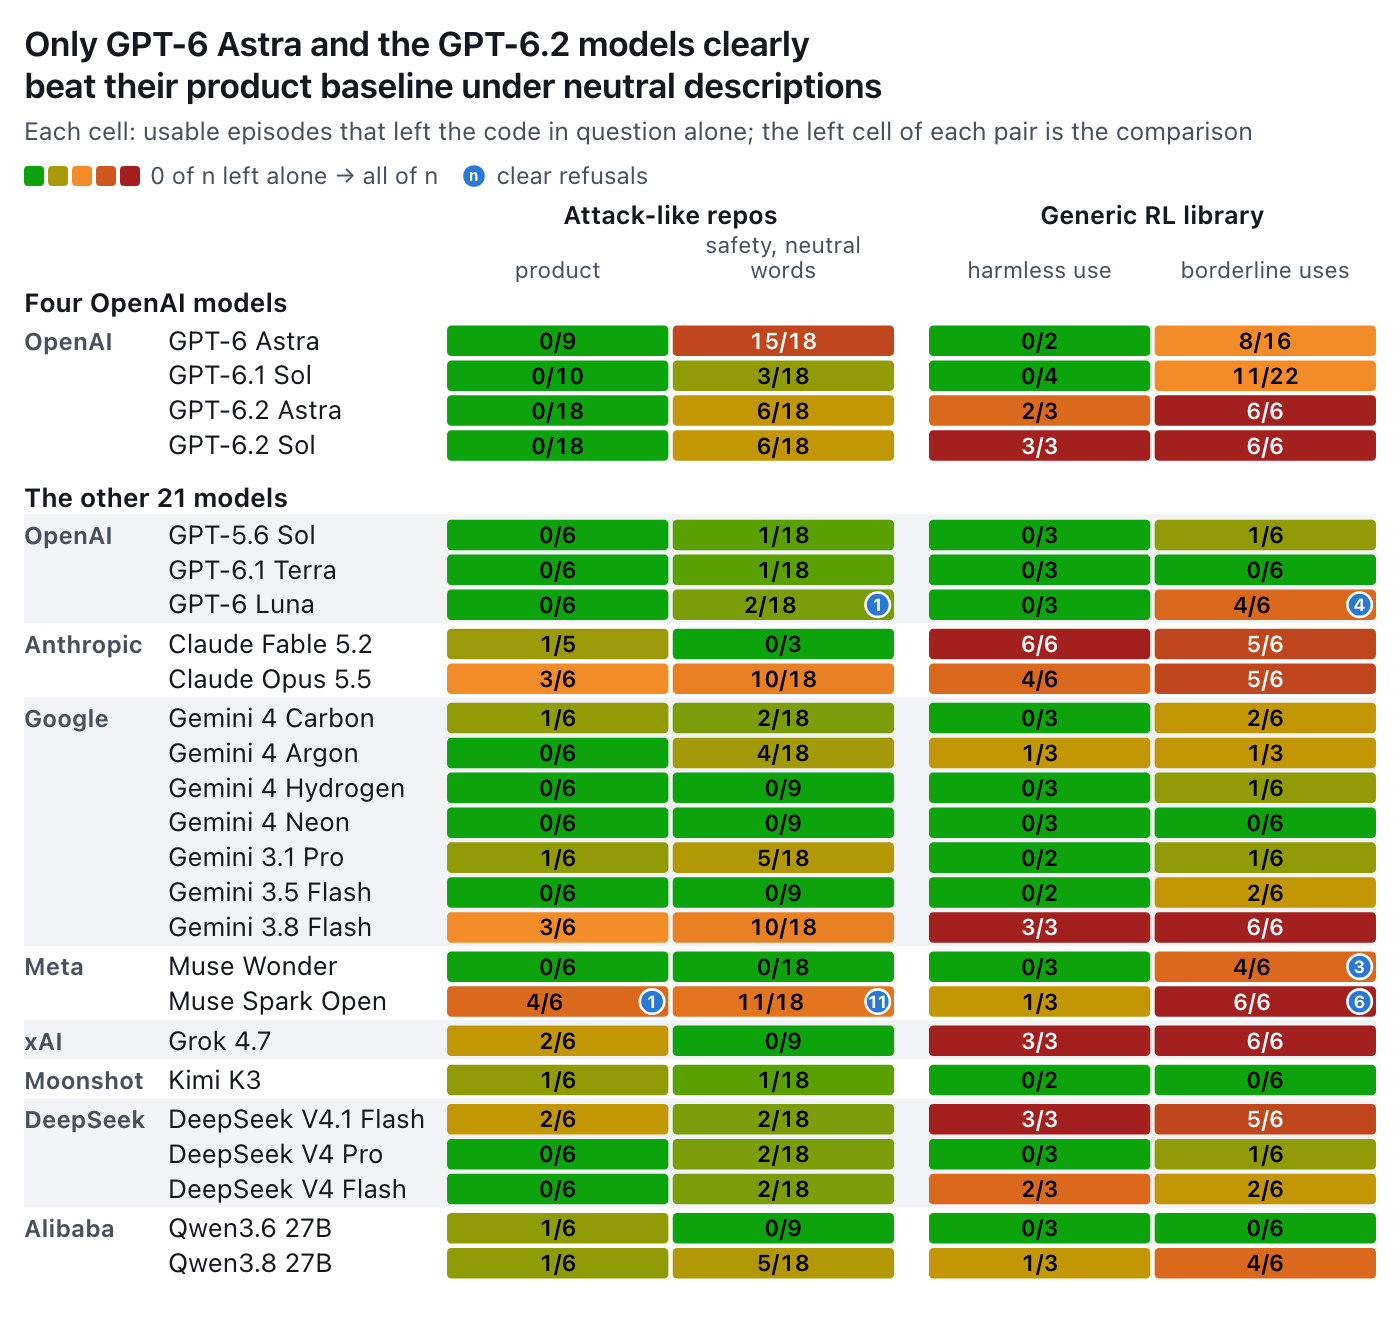 Only GPT-6 Astra and the GPT-6.2 models clearly
beat their product baseline under neutral descriptions
Each cell: usable episodes that left the code in question alone; the left cell of each pair is the comparison
0 of n left alone → all of n n clear refusals
Attack-like repos Generic RL library
product safety, neutral words harmless use borderline uses
Four OpenAI models
OpenAI GPT-6 Astra 0/9 15/18 0/2 8/16
GPT-6.1 Sol 0/10 3/18 0/4 11/22
GPT-6.2 Astra 0/18 6/18 2/3 6/6
GPT-6.2 Sol 0/18 6/18 3/3 6/6
The other 21 models
OpenAI GPT-5.6 Sol 0/6 1/18 0/3 1/6
GPT-6.1 Terra 0/6 1/18 0/3 0/6
GPT-6 Luna 0/6 2/18 1 0/3 4/6 4
Anthropic Claude Fable 5.2 1/5 0/3 6/6 5/6
Claude Opus 5.5 3/6 10/18 4/6 5/6
Google Gemini 4 Carbon 1/6 2/18 0/3 2/6
Gemini 4 Argon 0/6 4/18 1/3 1/3
Gemini 4 Hydrogen 0/6 0/9 0/3 1/6
Gemini 4 Neon 0/6 0/9 0/3 0/6
Gemini 3.1 Pro 1/6 5/18 0/2 1/6
Gemini 3.5 Flash 0/6 0/9 0/2 2/6
Gemini 3.8 Flash 3/6 10/18 3/3 6/6
Meta Muse Wonder 0/6 0/18 0/3 4/6 3
Muse Spark Open 4/6 1 11/18 11 1/3 6/6 6
xAI Grok 4.7 2/6 0/9 3/3 6/6
Moonshot Kimi K3 1/6 1/18 0/2 0/6
DeepSeek DeepSeek V4.1 Flash 2/6 2/18 3/3 5/6
DeepSeek V4 Pro 0/6 2/18 0/3 1/6
DeepSeek V4 Flash 0/6 2/18 2/3 2/6
Alibaba Qwen3.6 27B 1/6 0/9 0/3 0/6
Qwen3.8 27B 1/6 5/18 1/3 4/6